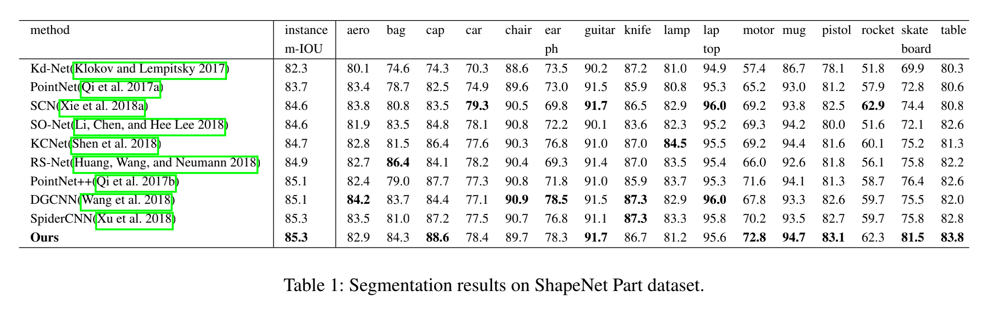 method instance aero bag cap car chair ear guitar knife lamp lap motor mug pistol rocket skate table
m-IOU ph top board
Kd-Net(Klokov and Lempitsky 2017) 82.3 80.1 74.6 74.3 70.3 88.6 73.5 90.2 87.2 81.0 94.9 57.4 86.7 78.1 51.8 69.9 80.3
PointNet(Qi et al. 2017a) 83.7 83.4 78.7 82.5 74.9 89.6 73.0 91.5 85.9 80.8 95.3 65.2 93.0 81.2 57.9 72.8 80.6
SCN(Xie et al. 2018a) 84.6 83.8 80.8 83.5 79.3 90.5 69.8 91.7 86.5 82.9 96.0 69.2 93.8 82.5 62.9 74.4 80.8
SO-Net(Li, Chen, and Hee Lee 2018) 84.6 81.9 83.5 84.8 78.1 90.8 72.2 90.1 83.6 82.3 95.2 69.3 94.2 80.0 51.6 72.1 82.6
KCNet(Shen et al. 2018) 84.7 82.8 81.5 86.4 77.6 90.3 76.8 91.0 87.0 84.5 95.5 69.2 94.4 81.6 60.1 75.2 81.3
RS-Net(Huang, Wang, and Neumann 2018) 84.9 82.7 86.4 84.1 78.2 90.4 69.3 91.4 87.0 83.5 95.4 66.0 92.6 81.8 56.1 75.8 82.2
PointNet++(Qi et al. 2017b) 85.1 82.4 79.0 87.7 77.3 90.8 71.8 91.0 85.9 83.7 95.3 71.6 94.1 81.3 58.7 76.4 82.6
DGCNN(Wang et al. 2018) 85.1 84.2 83.7 84.4 77.1 90.9 78.5 91.5 87.3 82.9 96.0 67.8 93.3 82.6 59.7 75.5 82.0
SpiderCNN(Xu et al. 2018) 85.3 83.5 81.0 87.2 77.5 90.7 76.8 91.1 87.3 83.3 95.8 70.2 93.5 82.7 59.7 75.8 82.8
Ours 85.3 82.9 84.3 88.6 78.4 89.7 78.3 91.7 86.7 81.2 95.6 72.8 94.7 83.1 62.3 81.5 83.8
Table 1: Segmentation results on ShapeNet Part dataset.